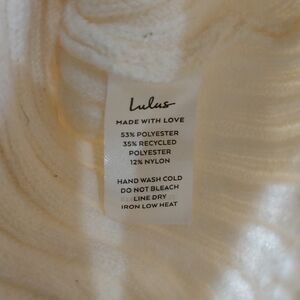 Lulus
MADE WITH LOVE
53% POLYESTER
35% RECYCLED
POLYESTER
12% NYLON
HAND WASH COLD
DO NOT BLEACH
LINE DRY
IRON LOW HEAT